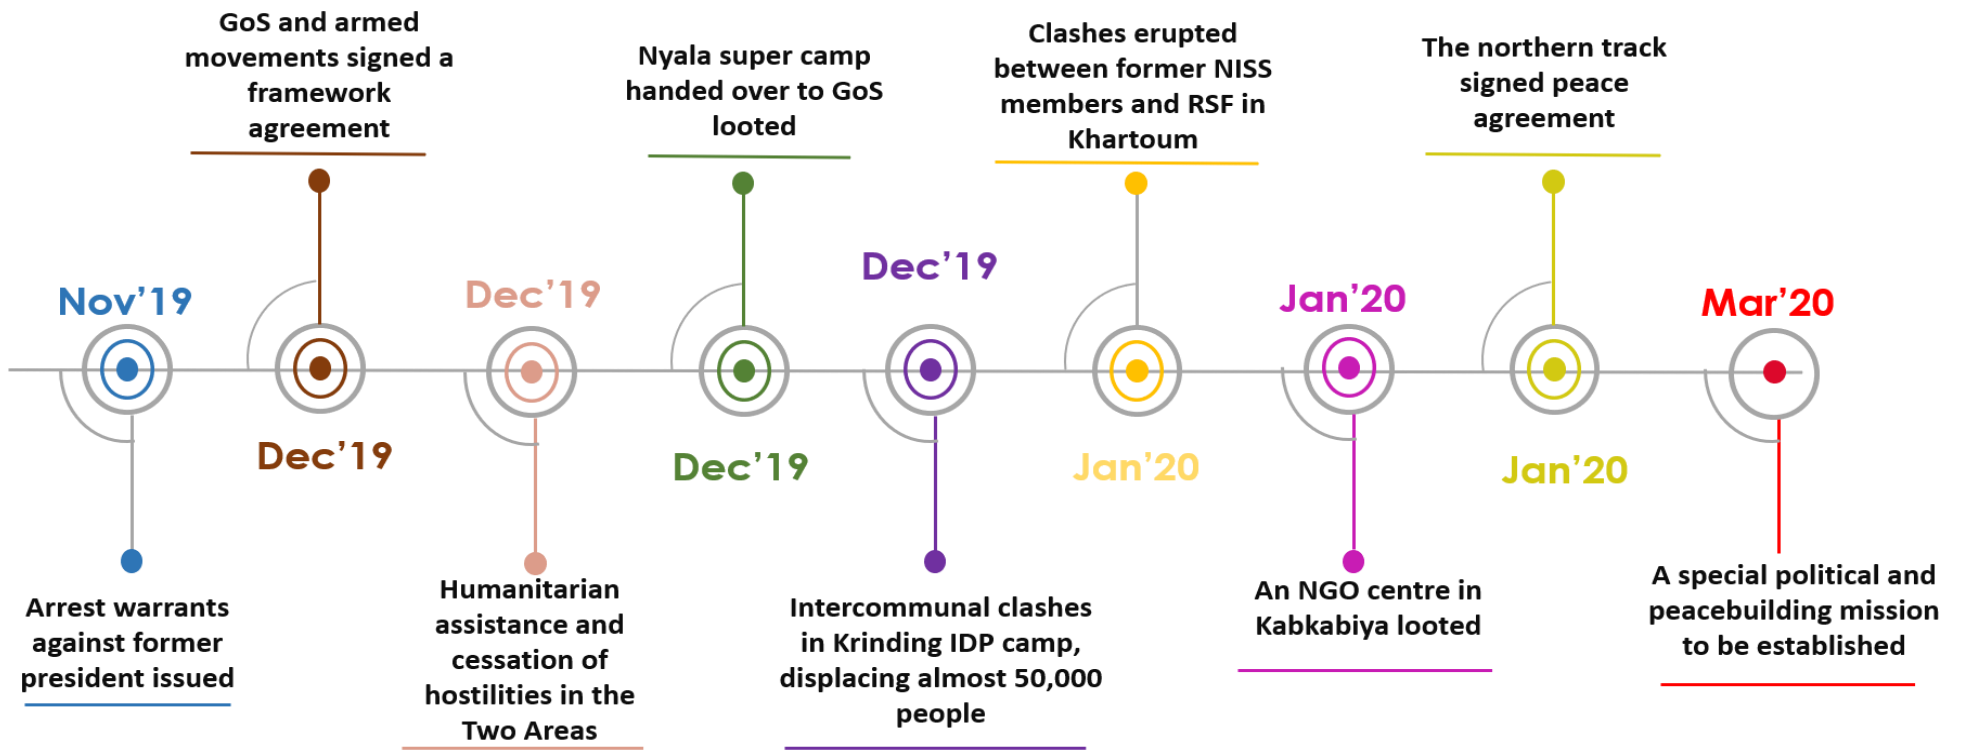 Nov’19
Arrest warrants
against former
president issued
GoS and armed
movements signed a
framework
agreement
Dec’19
Dec’19
Humanitarian
assistance and
cessation of
hostilities in the
Two Areas
Nyala super camp
handed over to GoS
looted
Dec’19
Dec’19
Intercommunal clashes
in Krinding IDP camp,
displacing almost 50,000
people
Clashes erupted
between former NISS
members and RSF in
Khartoum
Jan’20
Jan’20
An NGO centre in
Kabkabiya looted
The northern track
signed peace
agreement
Jan’20
Mar’20
A special political and
peacebuilding mission
to be established